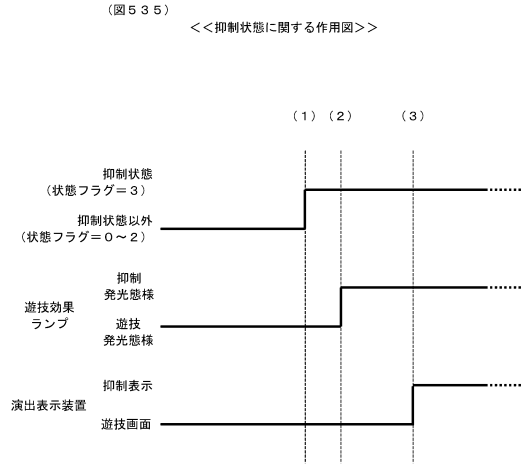 （図５３５）
＜＜抑制状態に関する作用図＞＞
（１）（２）（３）
抑制状態
（状態フラグ＝３）
抑制状態以外
（状態フラグ＝０～２）
遊技効果
ランプ
抑制
発光態様
遊技
発光態様
演出表示装置
抑制表示
遊技画面